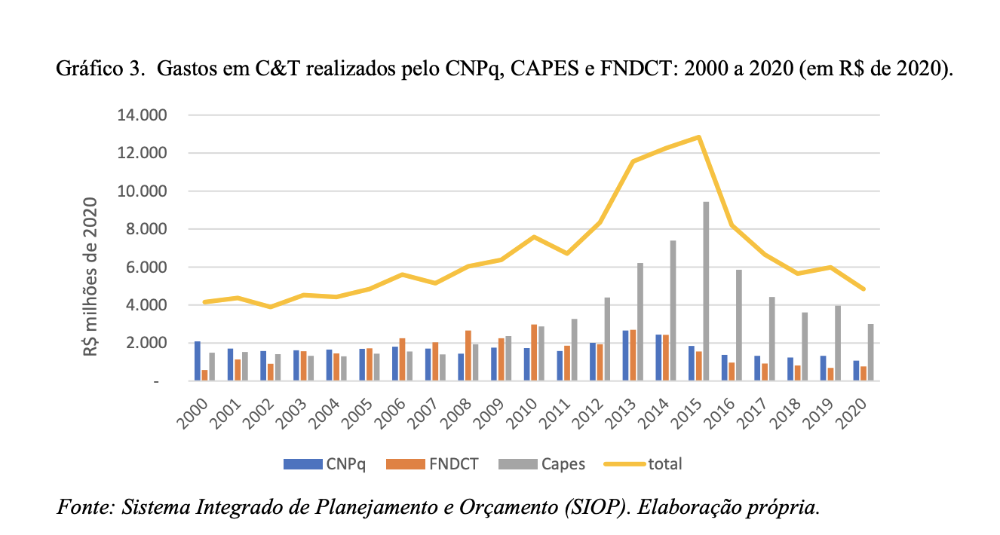 Gráfico 3. Gastos em C&T realizados pelo CNPq, CAPES e FNDCT: 2000 a 2020 (em R$ de 2020).
R$ milhões de 2020
14.000
12.000
10.000
8.000
6.000
4.000
2.000
-
2000 2001 2002 2003 2004 2005 2006 2007 2008 2009 2010 2011 2012 2013 2014 2015 2016 2017 2018 2019 2020
CNPq FNDCT Capes total
Fonte: Sistema Integrado de Planejamento e Orçamento (SIOP). Elaboração própria.